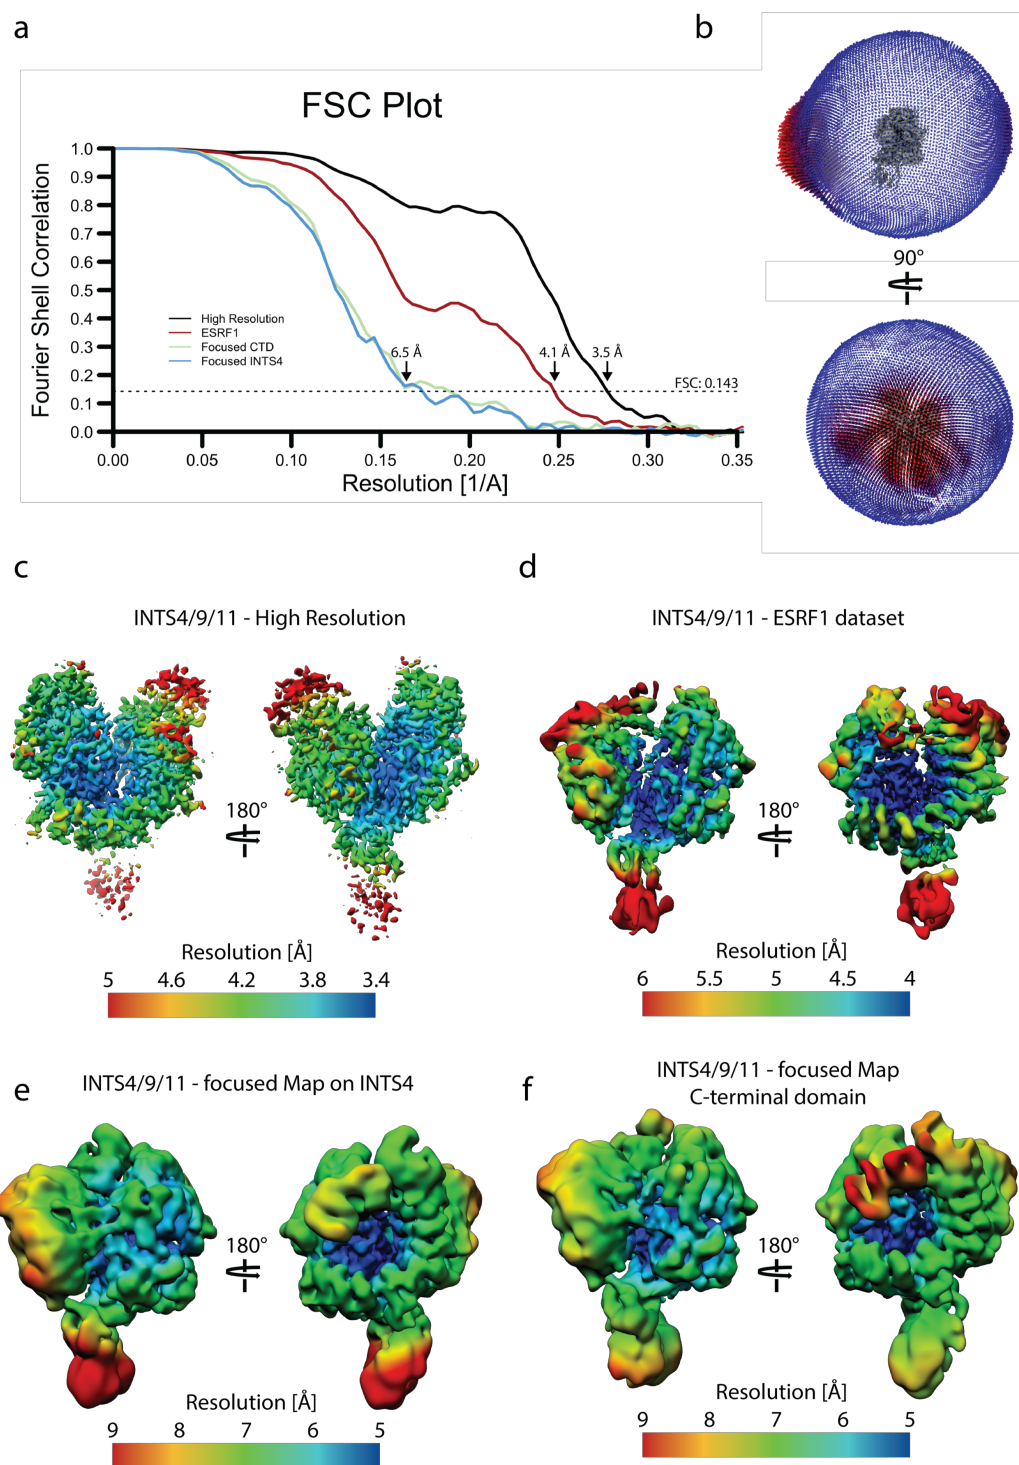 a
b
FSC Plot
1.0
0.9
0.8
0.7
0.6
0.5
0.4
0.3
0.2
0.1
0.0
Fourier Shell Correlation
High Resolution
ESRF1
Focused CTD
Focused INTS4
6.5 Å
4.1 Å
3.5 Å
FSC: 0.143
0.00 0.05 0.10 0.15 0.20 0.25 0.30 0.35
Resolution [1/A]
90°
c
d
INTS4/9/11 - High Resolution
180°
Resolution [Å]
5 4.6 4.2 3.8 3.4
INTS4/9/11 - ESRF1 dataset
180°
Resolution [Å]
6 5.5 5 4.5 4
e
INTS4/9/11 - focused Map on INTS4
180°
Resolution [Å]
9 8 7 6 5
f
INTS4/9/11 - focused Map
C-terminal domain
180°
Resolution [Å]
9 8 7 6 5